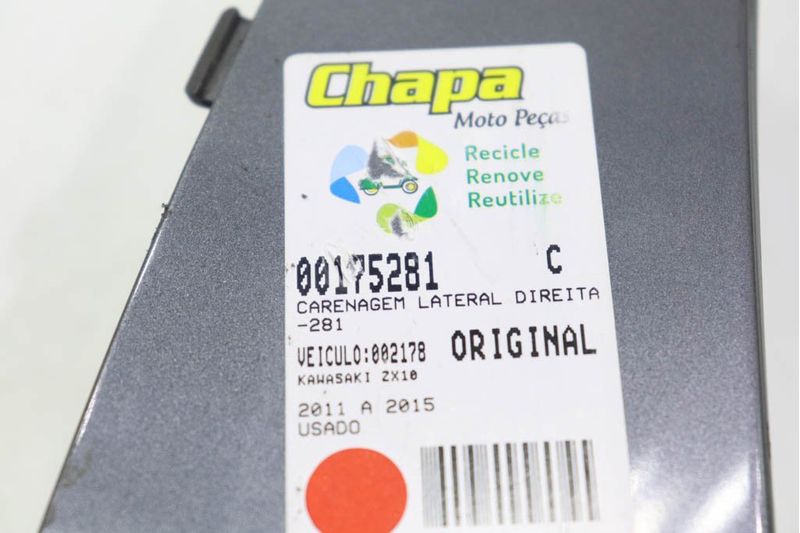 Chapa
Moto Peças
Recicle
Renove
Reutilize
00175281 C
CARENAGEM LATERAL DIREITA
-281
VEICULO:002178 ORIGINAL
KAWASAKI ZX10
2011 A 2015
USADO